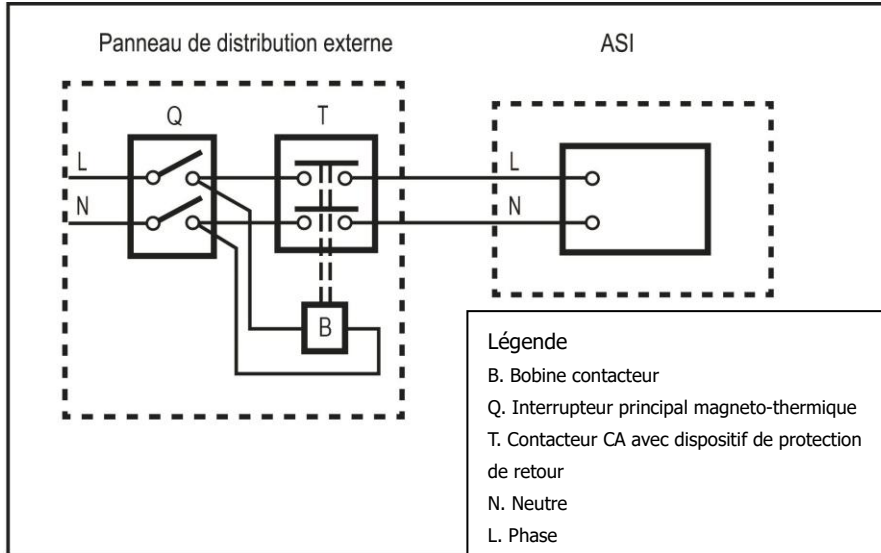 Panneau de distribution externe
ASI
Q
T
L
N
B
L
N
Légende
B. Bobine contacteur
Q. Interrupteur principal magneto-thermique
T. Contacteur CA avec dispositif de protection
de retour
N. Neutre
L. Phase